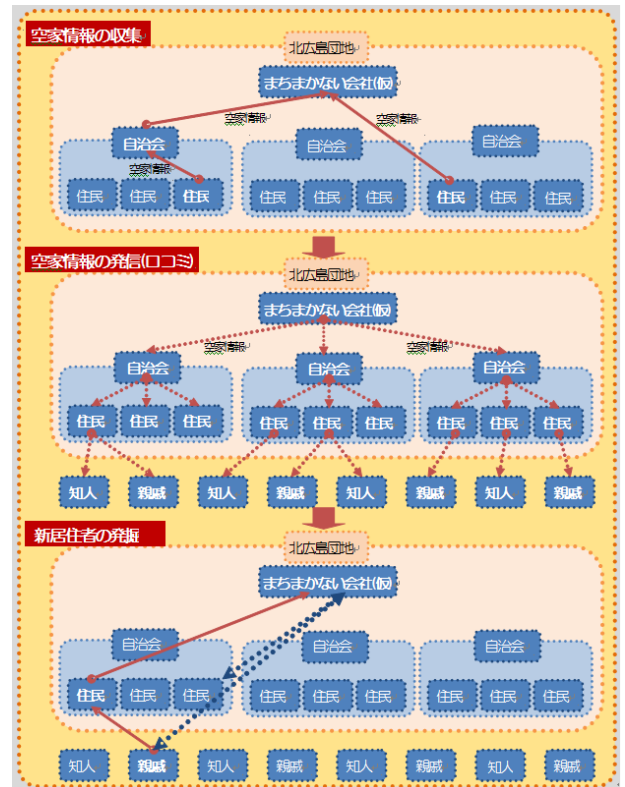 空家情報の収集
北広島団地
まちまかない会社(仮)
空家情報 空家情報
自治会 自治会 自治会
空家情報
住民 住民 住民 住民 住民 住民 住民 住民 住民
空家情報の発信(口コミ)
北広島団地
まちまかない会社(仮)
空家情報 空家情報
自治会 自治会 自治会
住民 住民 住民 住民 住民 住民 住民 住民 住民
知人 親戚 知人 親戚 知人 親戚 知人 親戚
新居住者の発掘
北広島団地
まちまかない会社(仮)
自治会 自治会 自治会
住民 住民 住民 住民 住民 住民 住民 住民 住民
知人 親戚 知人 親戚 知人 親戚 知人 親戚